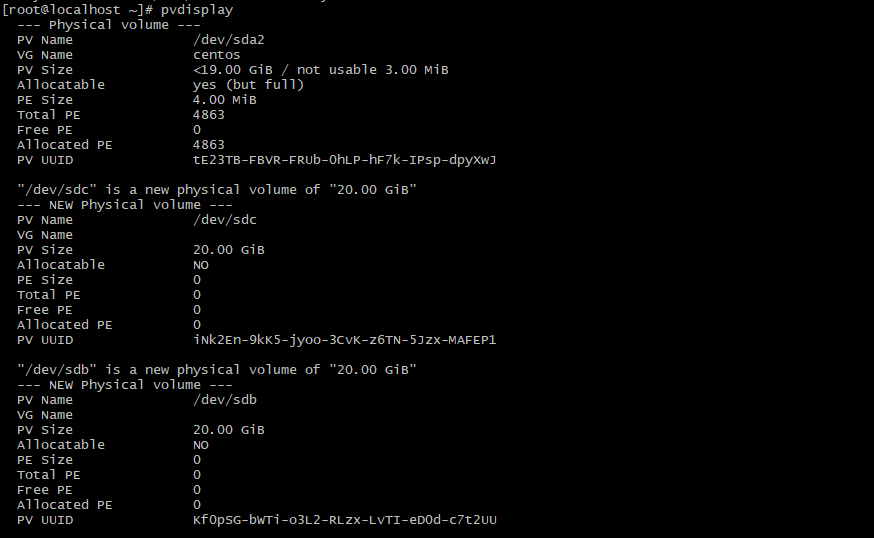 [root@localhost ~]# pvdisplay
--- Physical volume ---
PV Name               /dev/sda2
VG Name               centos
PV Size               <19.00 GiB / not usable 3.00 MiB
Allocatable           yes (but full)
PE Size               4.00 MiB
Total PE              4863
Free PE               0
Allocated PE          4863
PV UUID               tE23TB-FBVR-FRUb-OhLP-hF7k-IPsp-dpyXwJ

"/dev/sdc" is a new physical volume of "20.00 GiB"
--- NEW Physical volume ---
PV Name               /dev/sdc
VG Name
PV Size               20.00 GiB
Allocatable           NO
PE Size               0
Total PE              0
Free PE               0
Allocated PE          0
PV UUID               iNk2En-9kK5-jyoo-3CvK-z6TN-5Jzx-MAFEP1

"/dev/sdb" is a new physical volume of "20.00 GiB"
--- NEW Physical volume ---
PV Name               /dev/sdb
VG Name
PV Size               20.00 GiB
Allocatable           NO
PE Size               0
Total PE              0
Free PE               0
Allocated PE          0
PV UUID               Kf0pSG-bWTi-o3L2-RLzx-LvTI-eD0d-c7t2UU